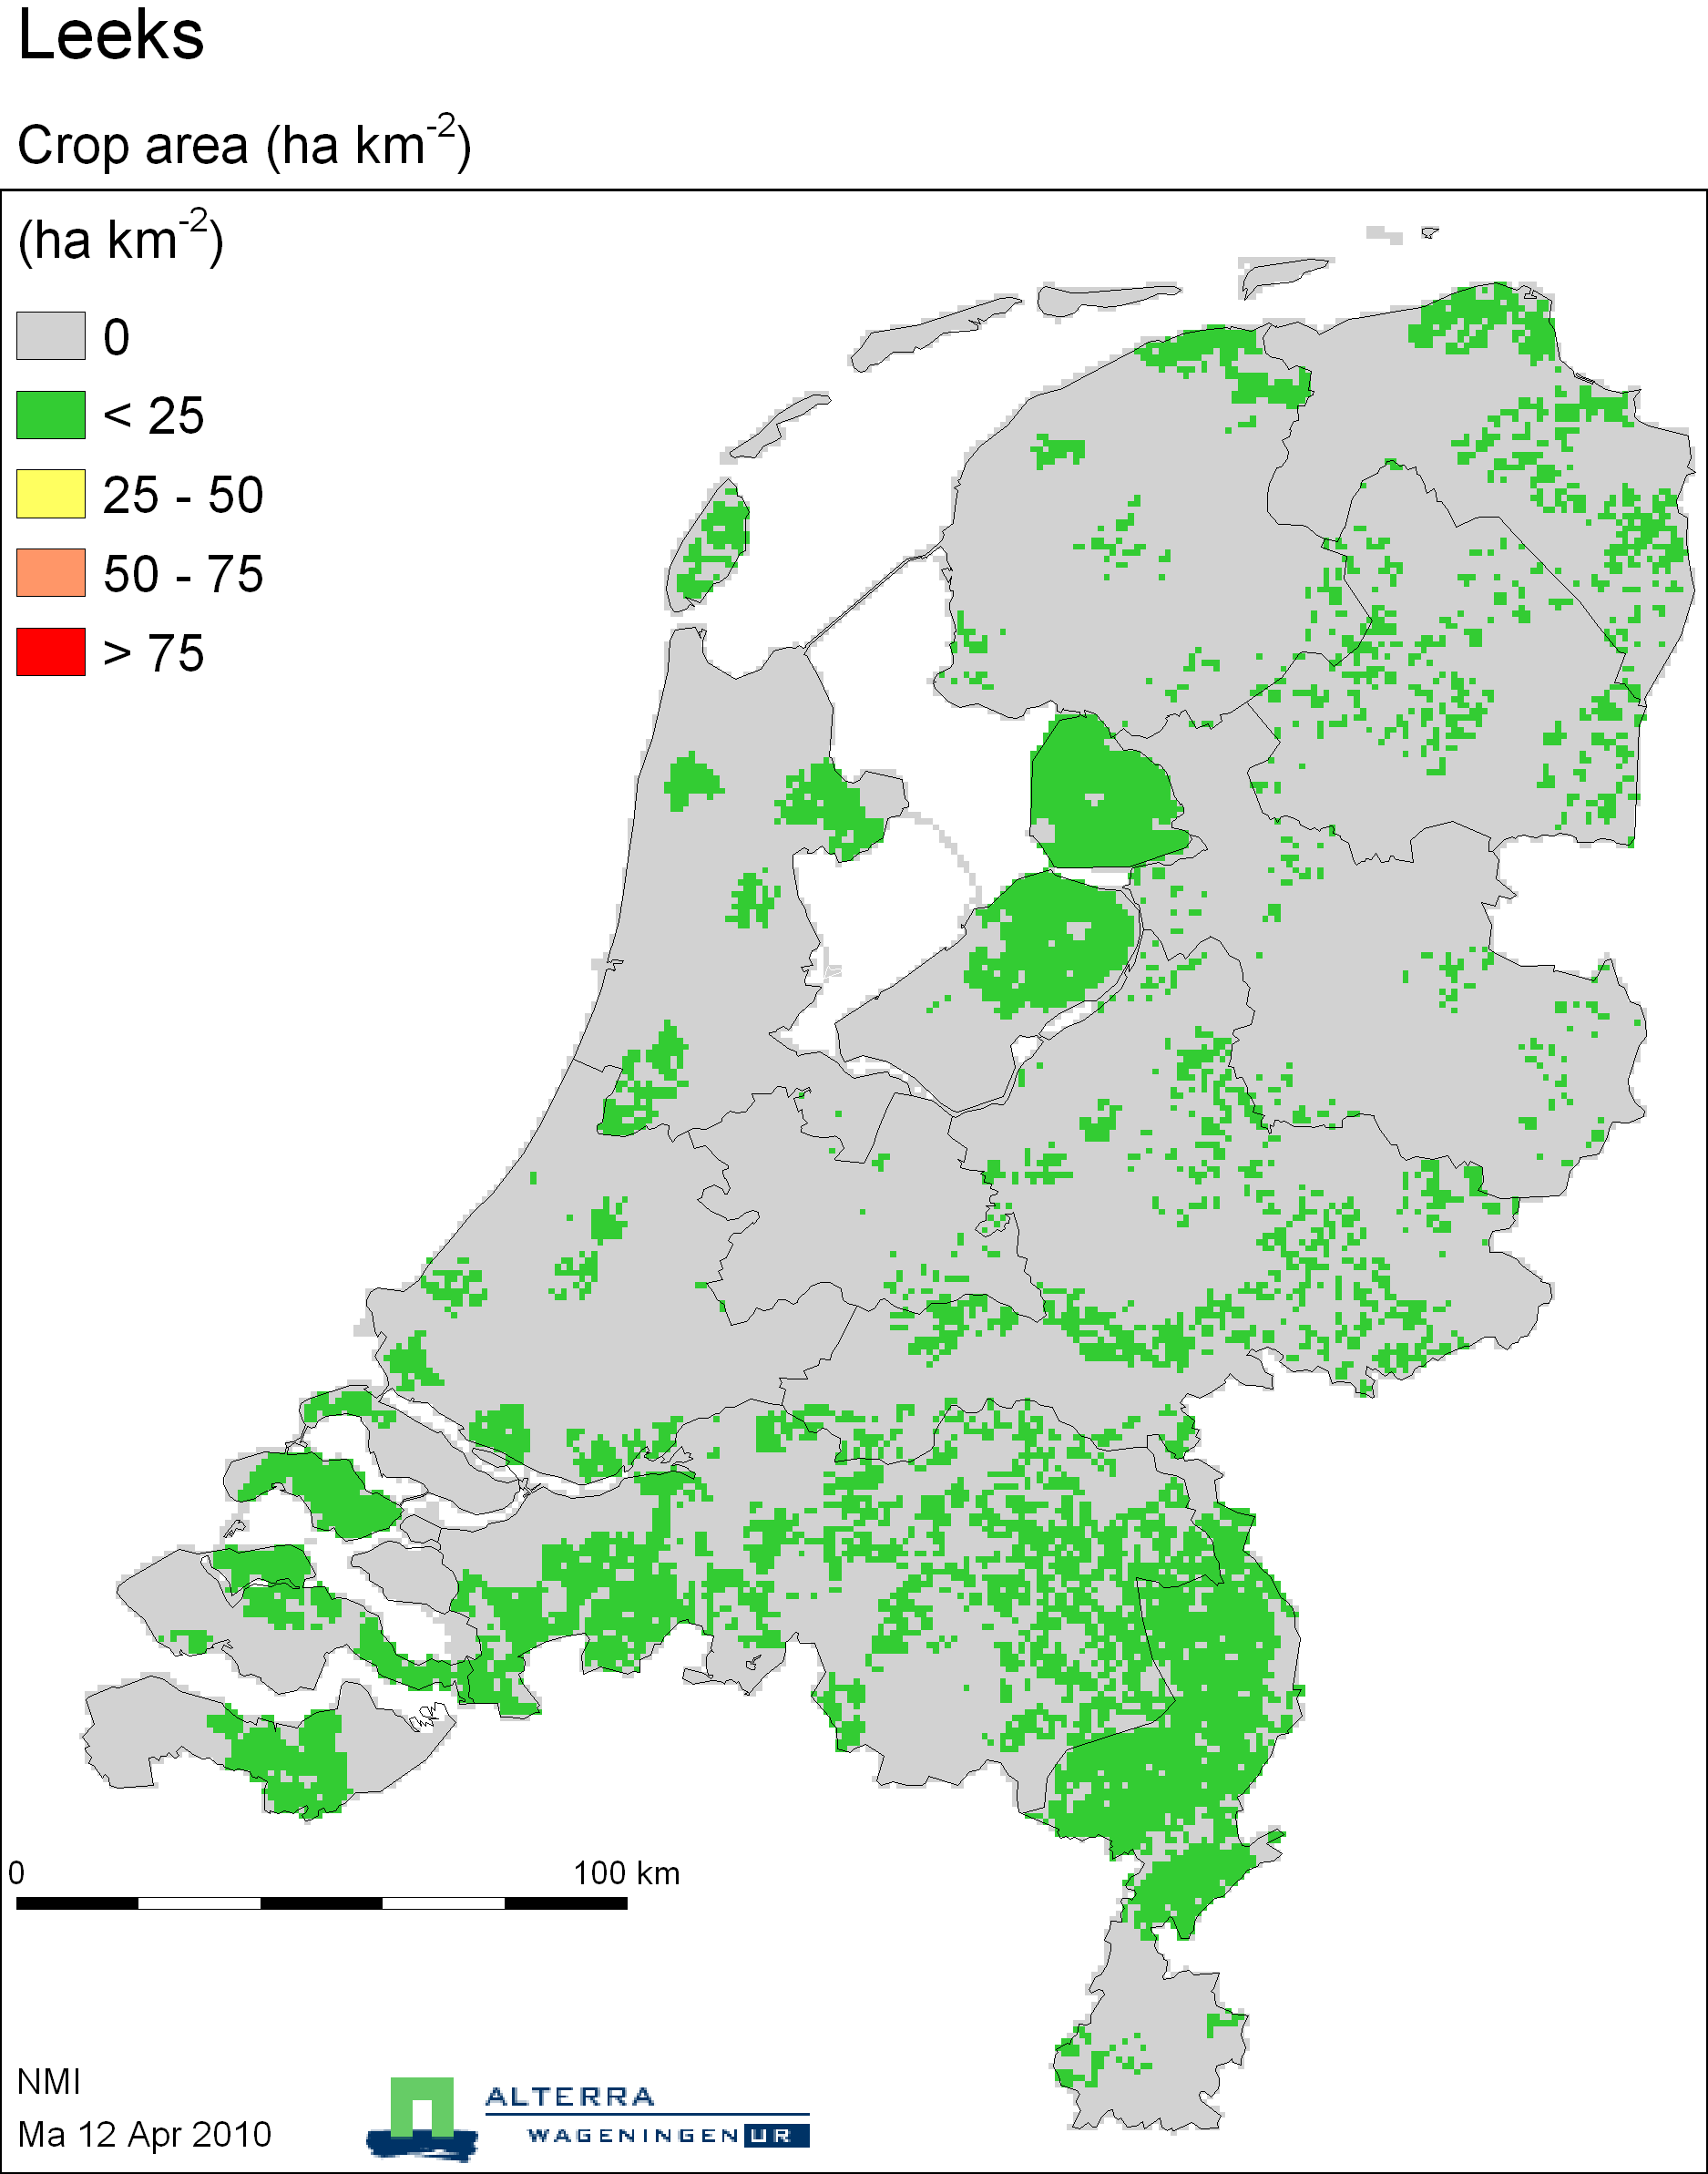 Leeks
Crop area (ha km-2)
(ha km-2)
0
< 25
25 - 50
50 - 75
> 75
0 100 km
NMI
Ma 12 Apr 2010
ALTERRA
WAGENINGEN UR